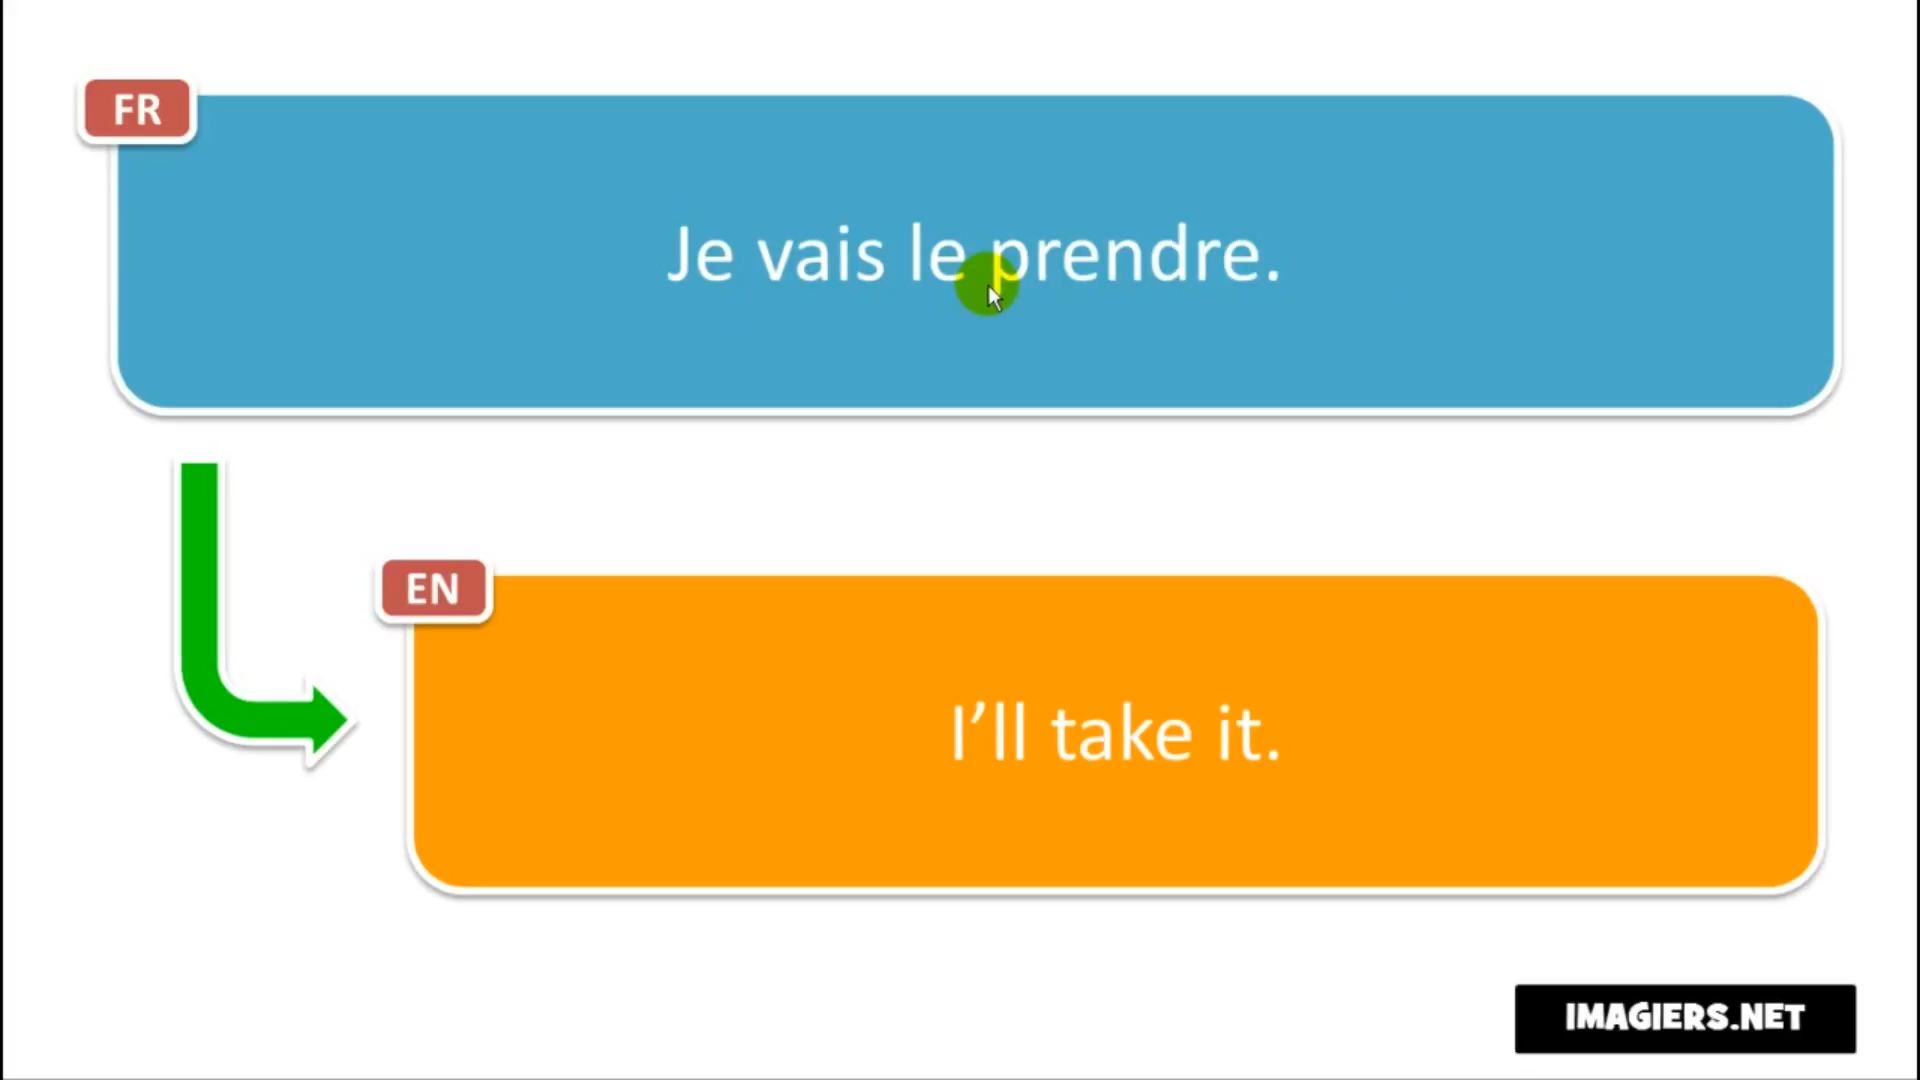 FR
Je vais le prendre.
EN
I’ll take it.
IMAGIERS.NET